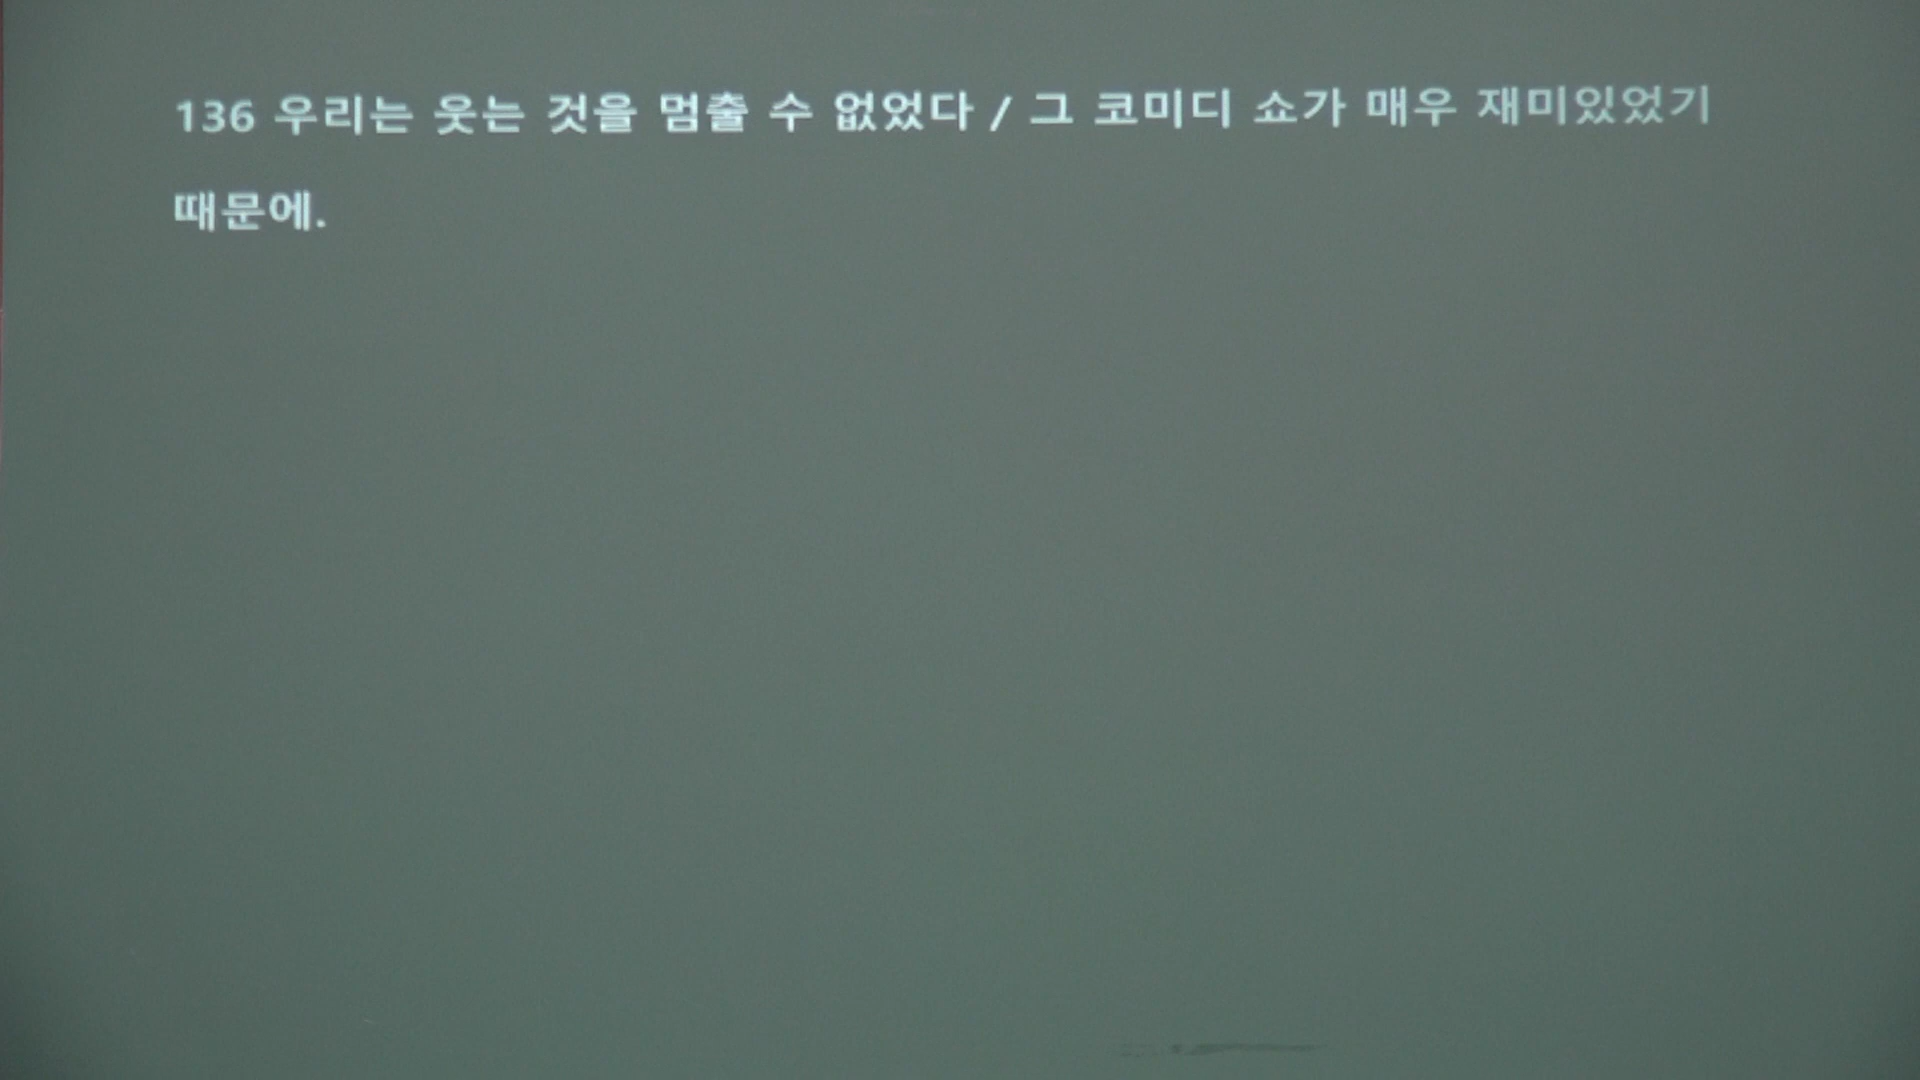 136 우리는 웃는 것을 멈출 수 없었다 / 그 코미디 쇼가 매우 재미있었기
때문에.